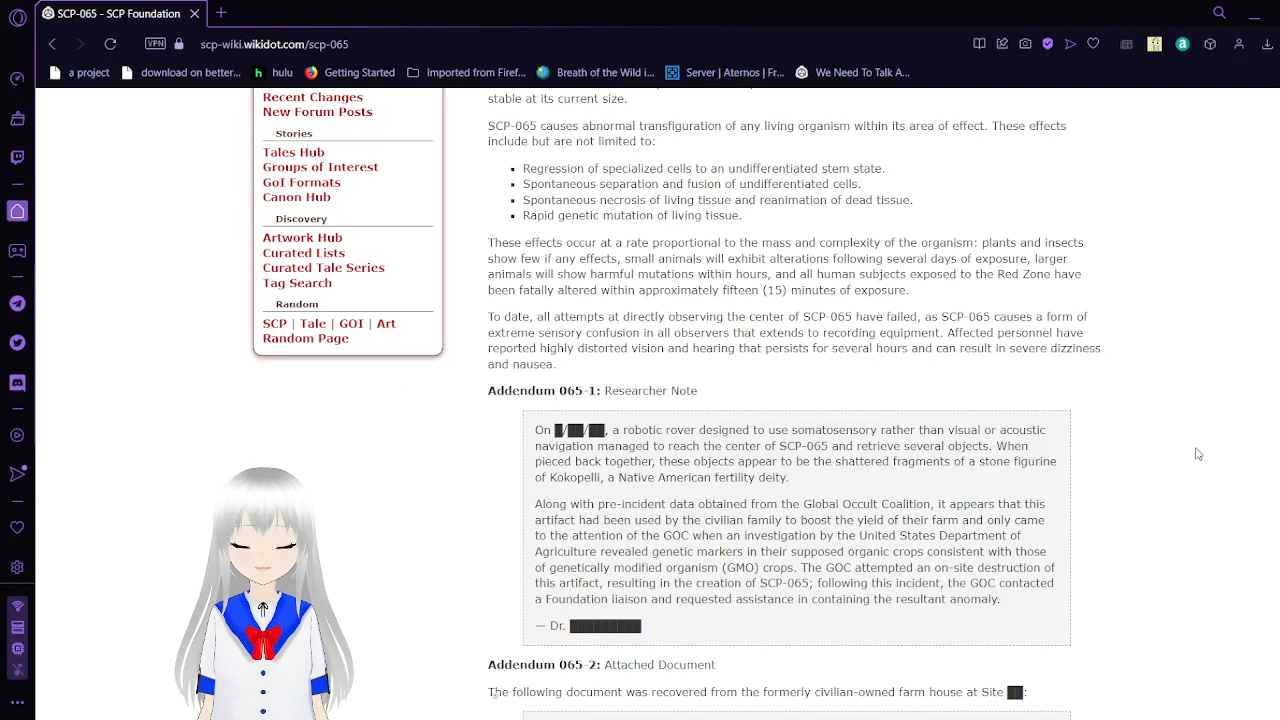 SCP-065 - SCP Foundation
VPN
scp-wiki.wikidot.com/scp-065
a project
download on better...
hulu
Getting Started
Imported from Firef...
Breath of the Wild i...
Server | Aternos | Fr...
We Need To Talk A...
Recent Changes
New Forum Posts
Stories
Tales Hub
Groups of Interest
GoI Formats
Canon Hub
Discovery
Artwork Hub
Curated Lists
Curated Tale Series
Tag Search
Random
SCP | Tale | GOI | Art
Random Page
stable at its current size.
SCP-065 causes abnormal transfiguration of any living organism within its area of effect. These effects
include but are not limited to:
Regression of specialized cells to an undifferentiated stem state.
Spontaneous separation and fusion of undifferentiated cells.
Spontaneous necrosis of living tissue and reanimation of dead tissue.
Rapid genetic mutation of living tissue.
These effects occur at a rate proportional to the mass and complexity of the organism: plants and insects
show few if any effects, small animals will exhibit alterations following several days of exposure, larger
animals will show harmful mutations within hours, and all human subjects exposed to the Red Zone have
been fatally altered within approximately fifteen (15) minutes of exposure.
To date, all attempts at directly observing the center of SCP-065 have failed, as SCP-065 causes a form of
extreme sensory confusion in all observers that extends to recording equipment. Affected personnel have
reported highly distorted vision and hearing that persists for several hours and can result in severe dizziness
and nausea.
Addendum 065-1: Researcher Note
On █/██/██, a robotic rover designed to use somatosensory rather than visual or acoustic
navigation managed to reach the center of SCP-065 and retrieve several objects. When
pieced back together, these objects appear to be the shattered fragments of a stone figurine
of Kokopelli, a Native American fertility deity.
Along with pre-incident data obtained from the Global Occult Coalition, it appears that this
artifact had been used by the civilian family to boost the yield of their farm and only came
to the attention of the GOC when an investigation by the United States Department of
Agriculture revealed genetic markers in their supposed organic crops consistent with those
of genetically modified organism (GMO) crops. The GOC attempted an on-site destruction of
this artifact, resulting in the creation of SCP-065; following this incident, the GOC contacted
a Foundation liaison and requested assistance in containing the resultant anomaly.
— Dr. █████████
Addendum 065-2: Attached Document
The following document was recovered from the formerly civilian-owned farm house at Site ██: